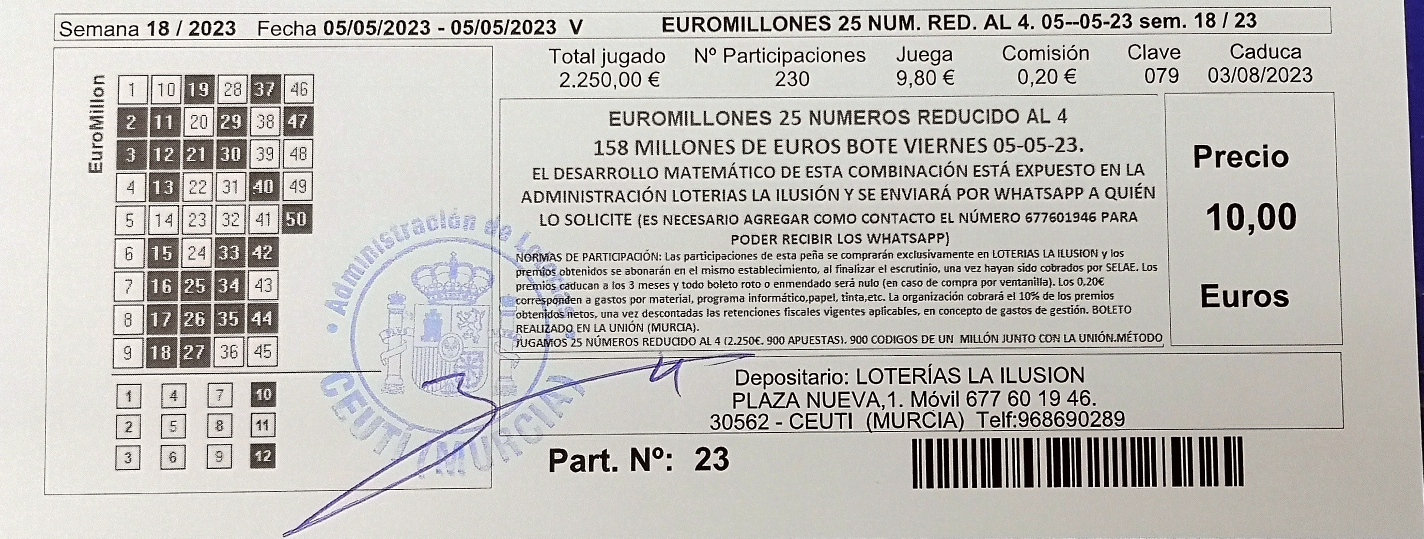 Semana 18 / 2023 Fecha 05/05/2023 - 05/05/2023 V EUROMILLONES 25 NUM. RED. AL 4. 05--05-23 sem. 18 / 23
Total jugado Nº Participaciones Juega Comisión Clave Caduca
2.250,00 € 230 9,80 € 0,20 € 079 03/08/2023
EuroMillon
1 10 19 28 37 46
2 11 20 29 38 47
3 12 21 30 39 48
4 13 22 31 40 49
5 14 23 32 41 50
6 15 24 33 42
7 16 25 34 43
8 17 26 35 44
9 18 27 36 45
1 4 7 10
2 5 8 11
3 6 9 12
EUROMILLONES 25 NUMEROS REDUCIDO AL 4
158 MILLONES DE EUROS BOTE VIERNES 05-05-23.
EL DESARROLLO MATEMÁTICO DE ESTA COMBINACIÓN ESTÁ EXPUESTO EN LA
ADMINISTRACIÓN LOTERIAS LA ILUSIÓN Y SE ENVIARÁ POR WHATSAPP A QUIÉN
LO SOLICITE (ES NECESARIO AGREGAR COMO CONTACTO EL NÚMERO 677601946 PARA
PODER RECIBIR LOS WHATSAPP)
NORMAS DE PARTICIPACIÓN: Las participaciones de esta peña se comprarán exclusivamente en LOTERIAS LA ILUSION y los
premios obtenidos se abonarán en el mismo establecimiento, al finalizar el escrutinio, una vez hayan sido cobrados por SELAE. Los
premios caducan a los 3 meses y todo boleto roto o enmendado será nulo (en caso de compra por ventanilla). Los 0,20€
corresponden a gastos por material, programa informático,papel, tinta,etc. La organización cobrará el 10% de los premios
obtenidos netos, una vez descontadas las retenciones fiscales vigentes aplicables, en concepto de gastos de gestión. BOLETO
REALIZADO EN LA UNIÓN (MURCIA).
JUGAMOS 25 NÚMEROS REDUCIDO AL 4 (2.250€. 900 APUESTAS). 900 CODIGOS DE UN MILLÓN JUNTO CON LA UNIÓN.MÉTODO
Precio
10,00
Euros
Administración de
CEUTI (MURCIA)
Depositario: LOTERÍAS LA ILUSION
PLAZA NUEVA,1. Móvil 677 60 19 46.
30562 - CEUTI (MURCIA) Telf:968690289
Part. Nº: 23